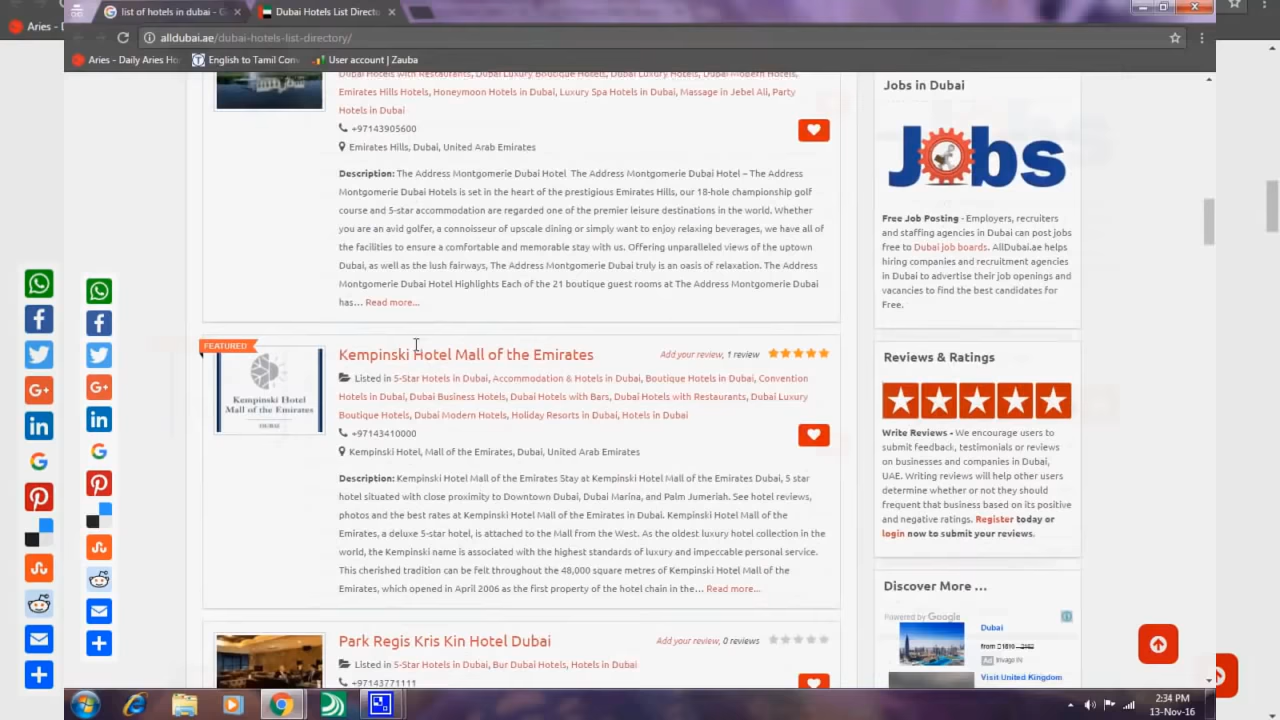 list of hotels in dubai - G
Dubai Hotels List Directo
alldubai.ae/dubai-hotels-list-directory/
Aries - Daily Aries Ho
English to Tamil Conv
User account | Zauba
Aries -
Dubai Hotels with Restaurants, Dubai Luxury Boutique Hotels, Dubai Luxury Hotels, Dubai Modern Hotels,
Emirates Hills Hotels, Honeymoon Hotels in Dubai, Luxury Spa Hotels in Dubai, Massage in Jebel Ali, Party
Hotels in Dubai
+97143905600
Emirates Hills, Dubai, United Arab Emirates
Description: The Address Montgomerie Dubai Hotel The Address Montgomerie Dubai Hotel – The Address
Montgomerie Dubai Hotels is set in the heart of the prestigious Emirates Hills, our 18-hole championship golf
course and 5-star accommodation are regarded one of the premier leisure destinations in the world. Whether
you are an avid golfer, a connoisseur of upscale dining or simply want to enjoy relaxing beverages, we have all of
the facilities to ensure a comfortable and memorable stay with us. Offering unparalleled views of the uptown
Dubai, as well as the lush fairways, The Address Montgomerie Dubai truly is an oasis of relaxation. The Address
Montgomerie Dubai Hotel Highlights Each of the 21 boutique guest rooms at The Address Montgomerie Dubai
has... Read more...
FEATURED
Kempinski Hotel
Mall of the Emirates
DUBAI
Kempinski Hotel Mall of the Emirates
Add your review, 1 review
Listed in 5-Star Hotels in Dubai, Accommodation & Hotels in Dubai, Boutique Hotels in Dubai, Convention
Hotels in Dubai, Dubai Business Hotels, Dubai Hotels with Bars, Dubai Hotels with Restaurants, Dubai Luxury
Boutique Hotels, Dubai Modern Hotels, Holiday Resorts in Dubai, Hotels in Dubai
+97143410000
Kempinski Hotel, Mall of the Emirates, Dubai, United Arab Emirates
Description: Kempinski Hotel Mall of the Emirates Stay at Kempinski Hotel Mall of the Emirates Dubai, 5 star
hotel situated with close proximity to Downtown Dubai, Dubai Marina, and Palm Jumeriah. See hotel reviews,
photos and the best rates at Kempinski Hotel Mall of the Emirates in Dubai. Kempinski Hotel Mall of the
Emirates, a deluxe 5-star hotel, is attached to the Mall from the West. As the oldest luxury hotel collection in the
world, the Kempinski name is associated with the highest standards of luxury and impeccable personal service.
This cherished tradition can be felt throughout the 48,000 square metres of Kempinski Hotel Mall of the
Emirates, which opened in April 2006 as the first property of the hotel chain in the... Read more...
Park Regis Kris Kin Hotel Dubai
Add your review, 0 reviews
Listed in 5-Star Hotels in Dubai, Bur Dubai Hotels, Hotels in Dubai
+97143771111
Jobs in Dubai
Jobs
Free Job Posting - Employers, recruiters
and staffing agencies in Dubai can post jobs
free to Dubai job boards. AllDubai.ae helps
hiring companies and recruitment agencies
in Dubai to advertise their job openings and
vacancies to find the best candidates for
Free.
Reviews & Ratings
Write Reviews - We encourage users to
submit feedback, testimonials or reviews
on businesses and companies in Dubai,
UAE. Writing reviews will help other users
determine whether or not they should
frequent that business based on its positive
and negative ratings. Register today or
login now to submit your reviews.
Discover More ...
Powered by Google
Dubai
Ad trivago IN
Visit United Kingdom
2:34 PM
13-Nov-16